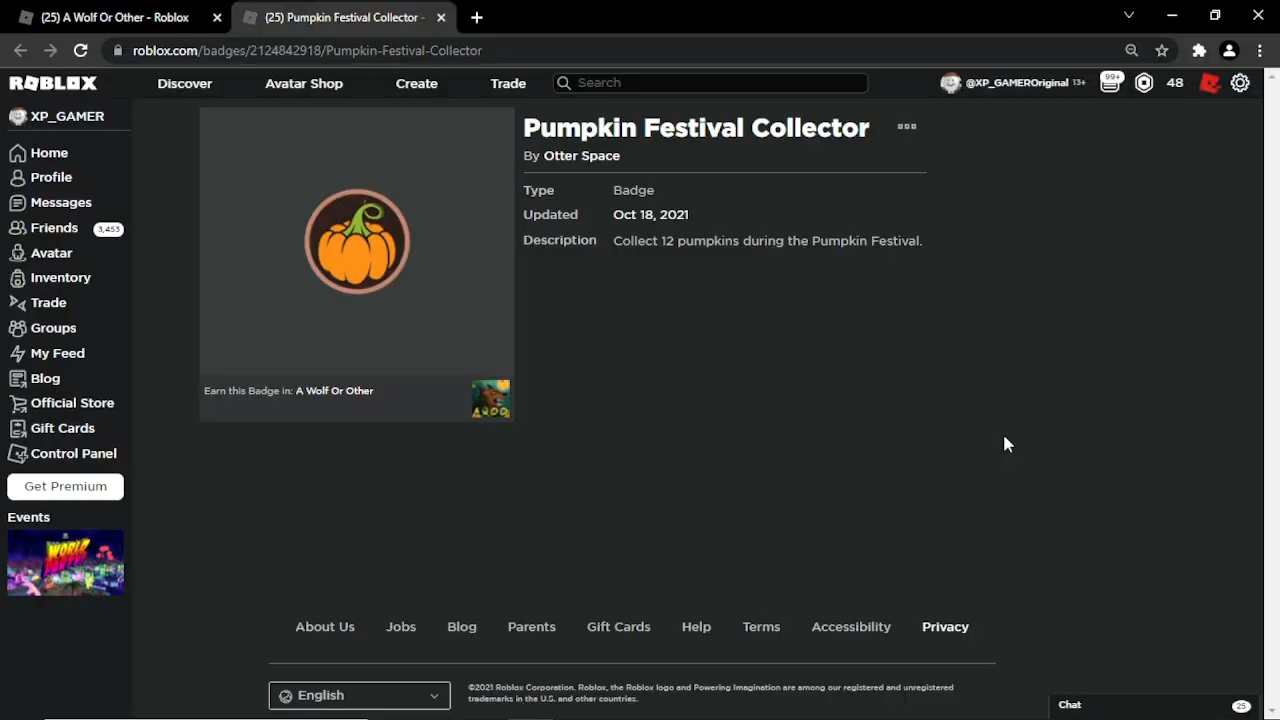 (25) A Wolf Or Other - Roblox
(25) Pumpkin Festival Collector -
roblox.com/badges/2124842918/Pumpkin-Festival-Collector
ROBLOX
Discover
Avatar Shop
Create
Trade
Search
@XP_GAMEROriginal 13+
99+
48
XP_GAMER
Home
Profile
Messages
Friends 3,453
Avatar
Inventory
Trade
Groups
My Feed
Blog
Official Store
Gift Cards
Control Panel
Get Premium
Events
WORLD
Pumpkin Festival Collector
By Otter Space
Type Badge
Updated Oct 18, 2021
Description Collect 12 pumpkins during the Pumpkin Festival.
Earn this Badge in: A Wolf Or Other
AWOO
About Us Jobs Blog Parents Gift Cards Help Terms Accessibility Privacy
English
©2021 Roblox Corporation. Roblox, the Roblox logo and Powering Imagination are among our registered and unregistered
trademarks in the U.S. and other countries.
Chat 25